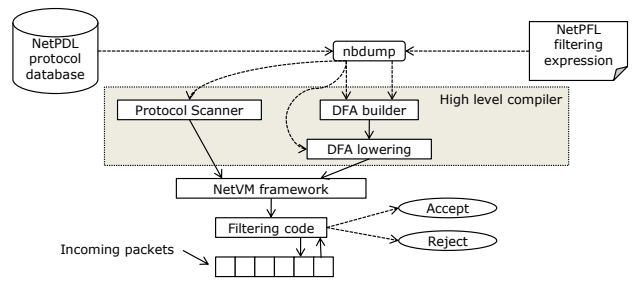 NetPDL
protocol
database
nbdump
NetPFL
filtering
expression
High level compiler
Protocol Scanner
DFA builder
DFA lowering
NetVM framework
Filtering code
Accept
Reject
Incoming packets